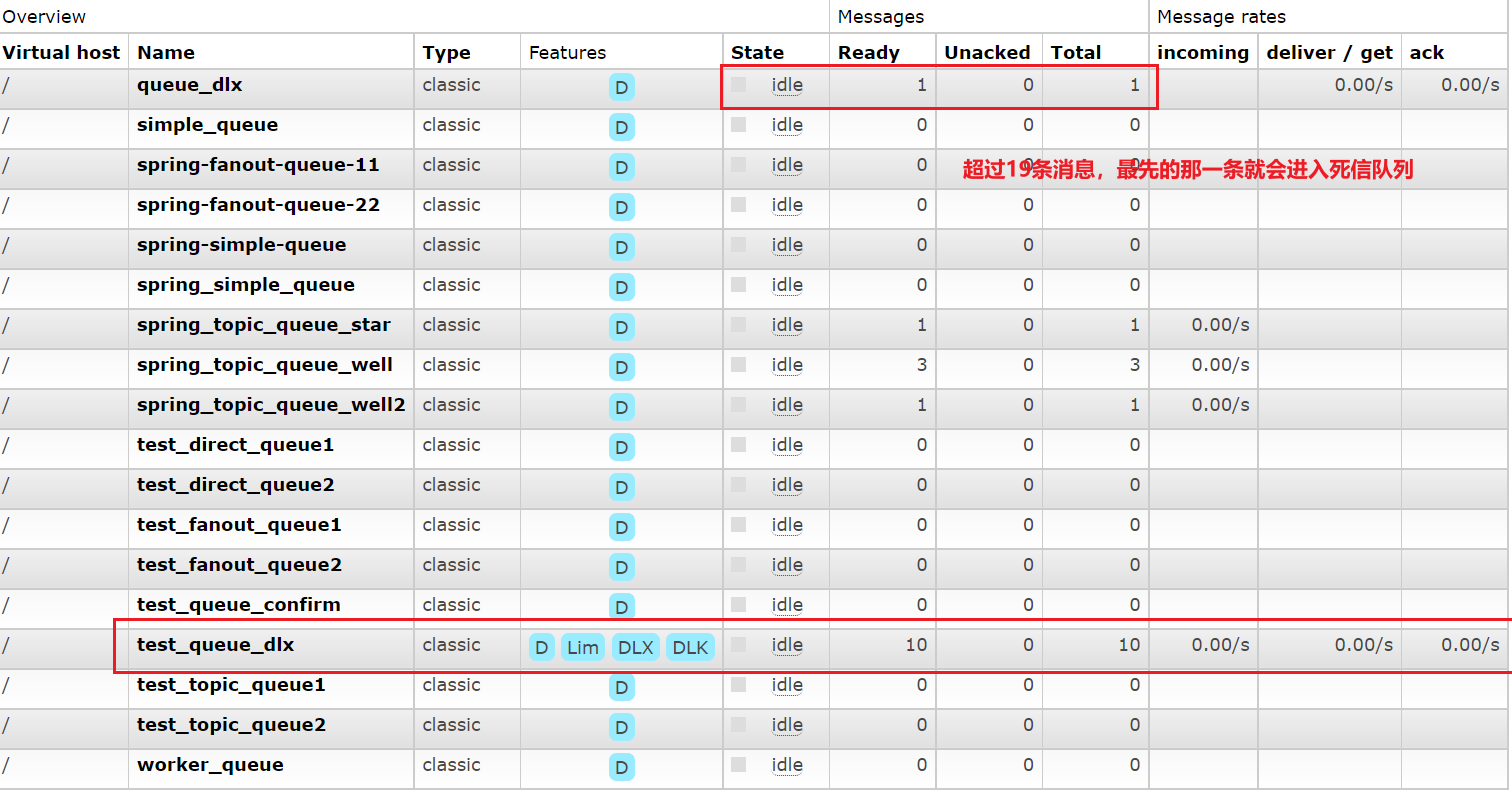 Overview Messages Message rates
Virtual host Name Type Features State Ready Unacked Total incoming deliver / get ack
/ queue_dlx classic D idle 1 0 1 0.00/s 0.00/s
/ simple_queue classic D idle 0 0 0
/ spring-fanout-queue-11 classic D idle 0 0 0
超过19条消息，最先的那一条就会进入死信队列
/ spring-fanout-queue-22 classic D idle 0 0 0
/ spring-simple-queue classic D idle 0 0 0
/ spring_simple_queue classic D idle 0 0 0
/ spring_topic_queue_star classic D idle 1 0 1 0.00/s
/ spring_topic_queue_well classic D idle 3 0 3 0.00/s
/ spring_topic_queue_well2 classic D idle 1 0 1 0.00/s
/ test_direct_queue1 classic D idle 0 0 0
/ test_direct_queue2 classic D idle 0 0 0
/ test_fanout_queue1 classic D idle 0 0 0
/ test_fanout_queue2 classic D idle 0 0 0
/ test_queue_confirm classic D idle 0 0 0
/ test_queue_dlx classic D Lim DLX DLK idle 10 0 10 0.00/s 0.00/s 0.00/s
/ test_topic_queue1 classic D idle 0 0 0
/ test_topic_queue2 classic D idle 0 0 0
/ worker_queue classic D idle 0 0 0